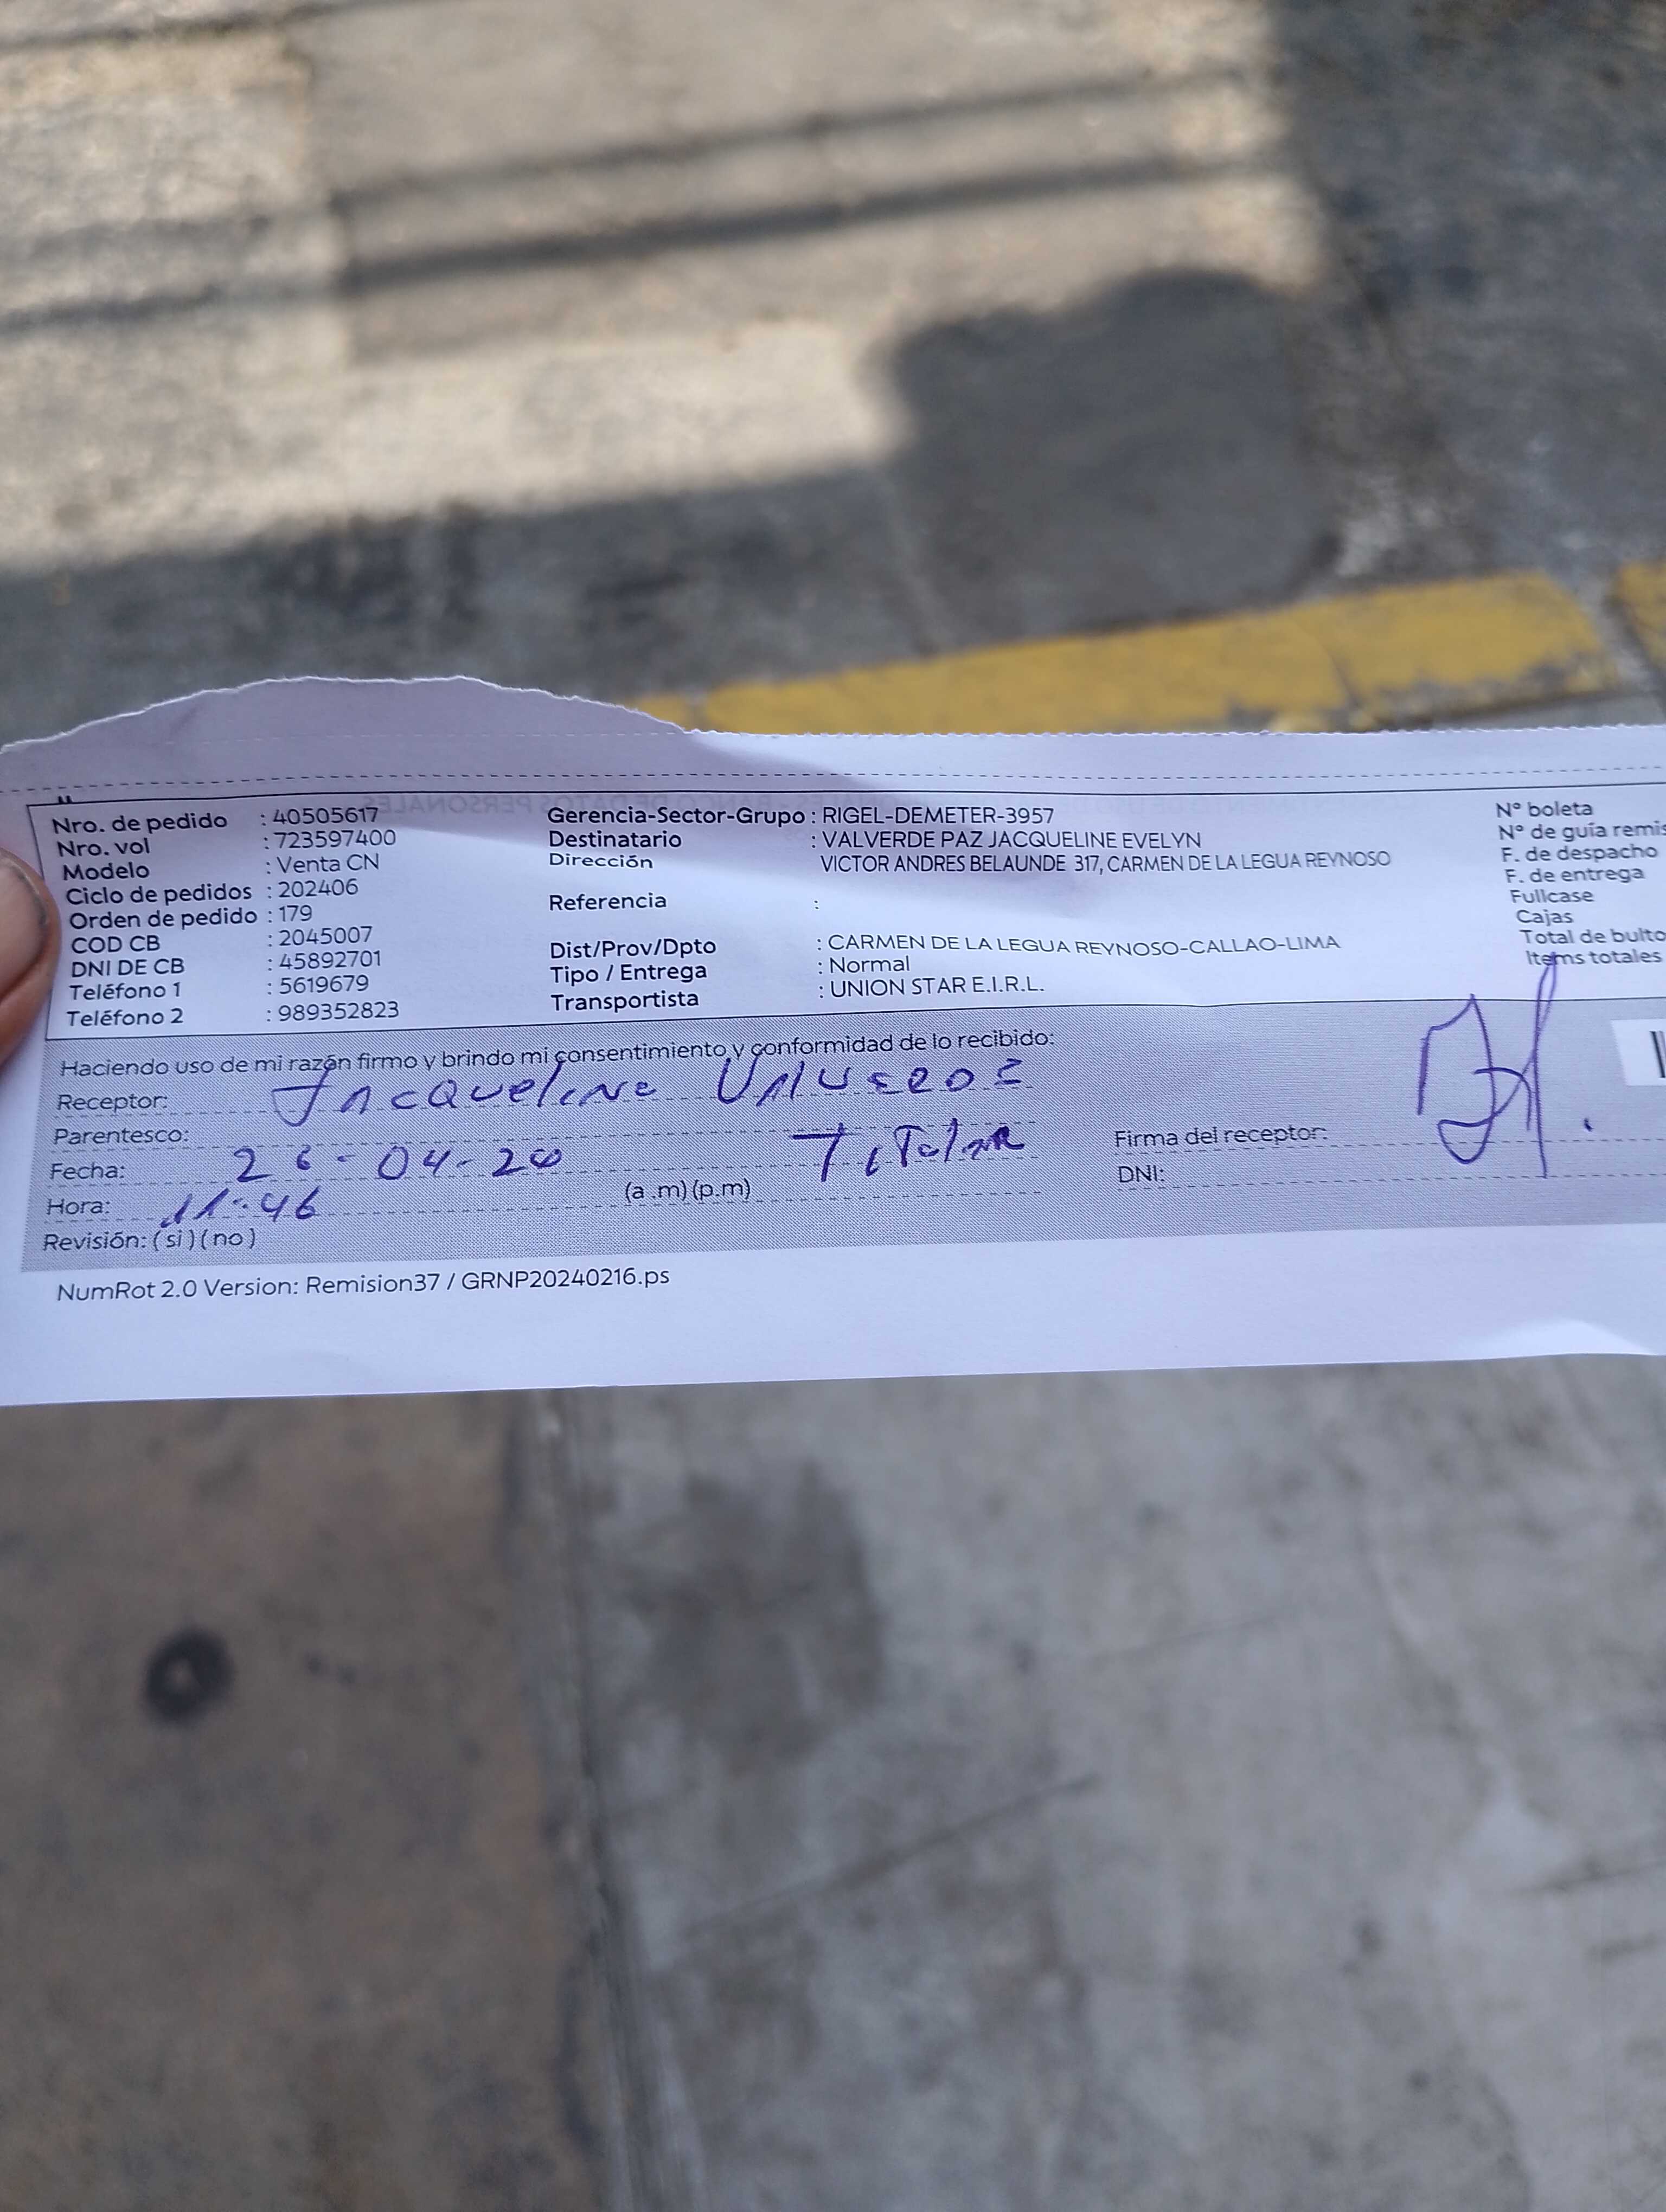 Nro. de pedido : 40505617
Nro. vol : 723597400
Modelo : Venta CN
Ciclo de pedidos : 202406
Orden de pedido : 179
COD CB : 2045007
DNI DE CB : 45892701
Teléfono 1 : 5619679
Teléfono 2 : 989352823
Gerencia-Sector-Grupo : RIGEL-DEMETER-3957
Destinatario : VALVERDE PAZ JACQUELINE EVELYN
Dirección VICTOR ANDRES BELAUNDE 317, CARMEN DE LA LEGUA REYNOSO
Referencia :
Dist/Prov/Dpto : CARMEN DE LA LEGUA REYNOSO-CALLAO-LIMA
Tipo / Entrega : Normal
Transportista : UNION STAR E.I.R.L.
N° boleta
N° de guía remis
F. de despacho
F. de entrega
Fullcase
Cajas
Total de bulto
Items totales
Haciendo uso de mi razón firmo y brindo mi consentimiento y conformidad de lo recibido:
Receptor: Jacqueline
Parentesco: Titular
Fecha: 26-04-20
Hora: 11:46 (a .m) (p.m)
Revisión: (si) (no)
Firma del receptor:
DNI:
NumRot 2.0 Version: Remision37 / GRNP20240216.ps